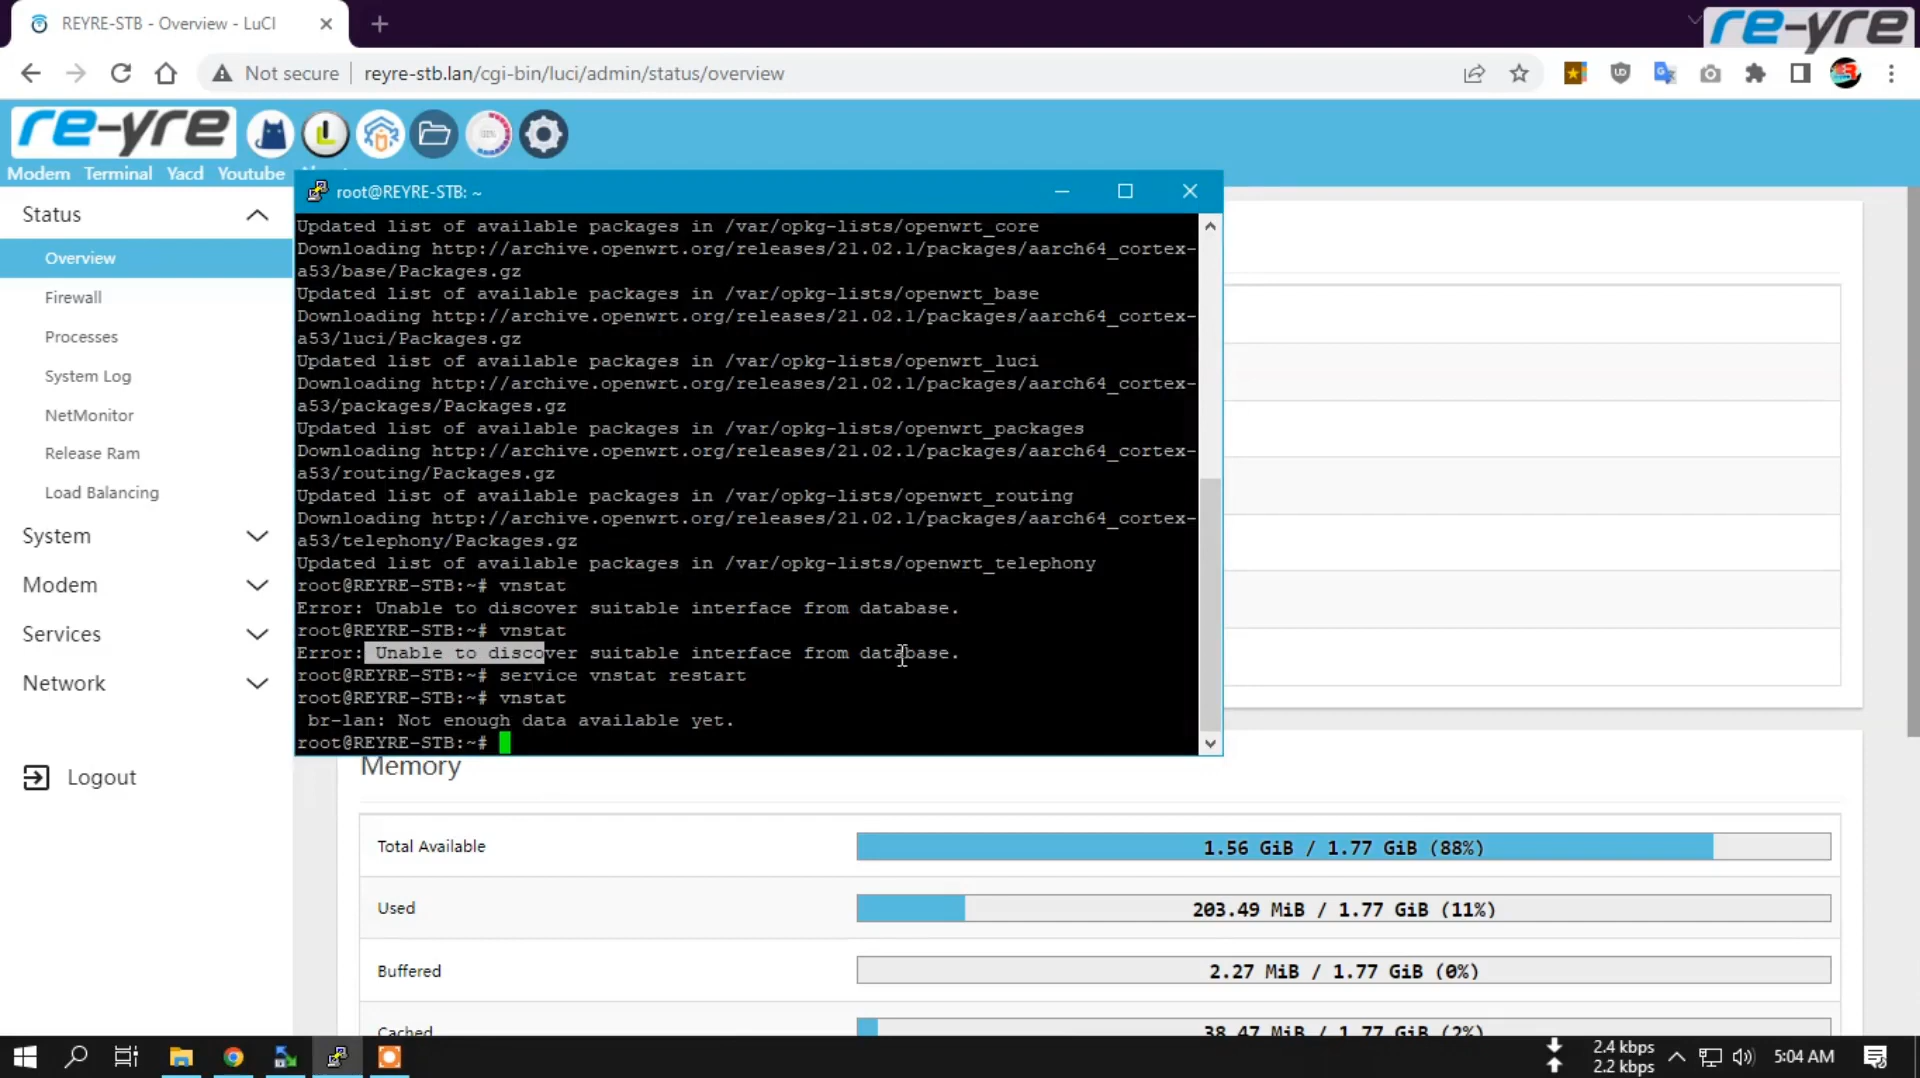 REYRE-STB - Overview - LuCI
re-yre
Not secure
reyre-stb.lan/cgi-bin/luci/admin/status/overview
re-yre
Modem Terminal Yacd Youtube
Status
Overview
Firewall
Processes
System Log
NetMonitor
Release Ram
Load Balancing
System
Modem
Services
Network
Logout
root@REYRE-STB: ~
Updated list of available packages in /var/opkg-lists/openwrt_core
Downloading http://archive.openwrt.org/releases/21.02.1/packages/aarch64_cortex-
a53/base/Packages.gz
Updated list of available packages in /var/opkg-lists/openwrt_base
Downloading http://archive.openwrt.org/releases/21.02.1/packages/aarch64_cortex-
a53/luci/Packages.gz
Updated list of available packages in /var/opkg-lists/openwrt_luci
Downloading http://archive.openwrt.org/releases/21.02.1/packages/aarch64_cortex-
a53/packages/Packages.gz
Updated list of available packages in /var/opkg-lists/openwrt_packages
Downloading http://archive.openwrt.org/releases/21.02.1/packages/aarch64_cortex-
a53/routing/Packages.gz
Updated list of available packages in /var/opkg-lists/openwrt_routing
Downloading http://archive.openwrt.org/releases/21.02.1/packages/aarch64_cortex-
a53/telephony/Packages.gz
Updated list of available packages in /var/opkg-lists/openwrt_telephony
root@REYRE-STB:~# vnstat
Error: Unable to discover suitable interface from database.
root@REYRE-STB:~# vnstat
Error: Unable to discover suitable interface from database.
root@REYRE-STB:~# service vnstat restart
root@REYRE-STB:~# vnstat
br-lan: Not enough data available yet.
root@REYRE-STB:~#
Memory
Total Available
1.56 GiB / 1.77 GiB (88%)
Used
203.49 MiB / 1.77 GiB (11%)
Buffered
2.27 MiB / 1.77 GiB (0%)
Cached
38.47 MiB / 1.77 GiB (2%)
2.4 kbps
2.2 kbps
5:04 AM